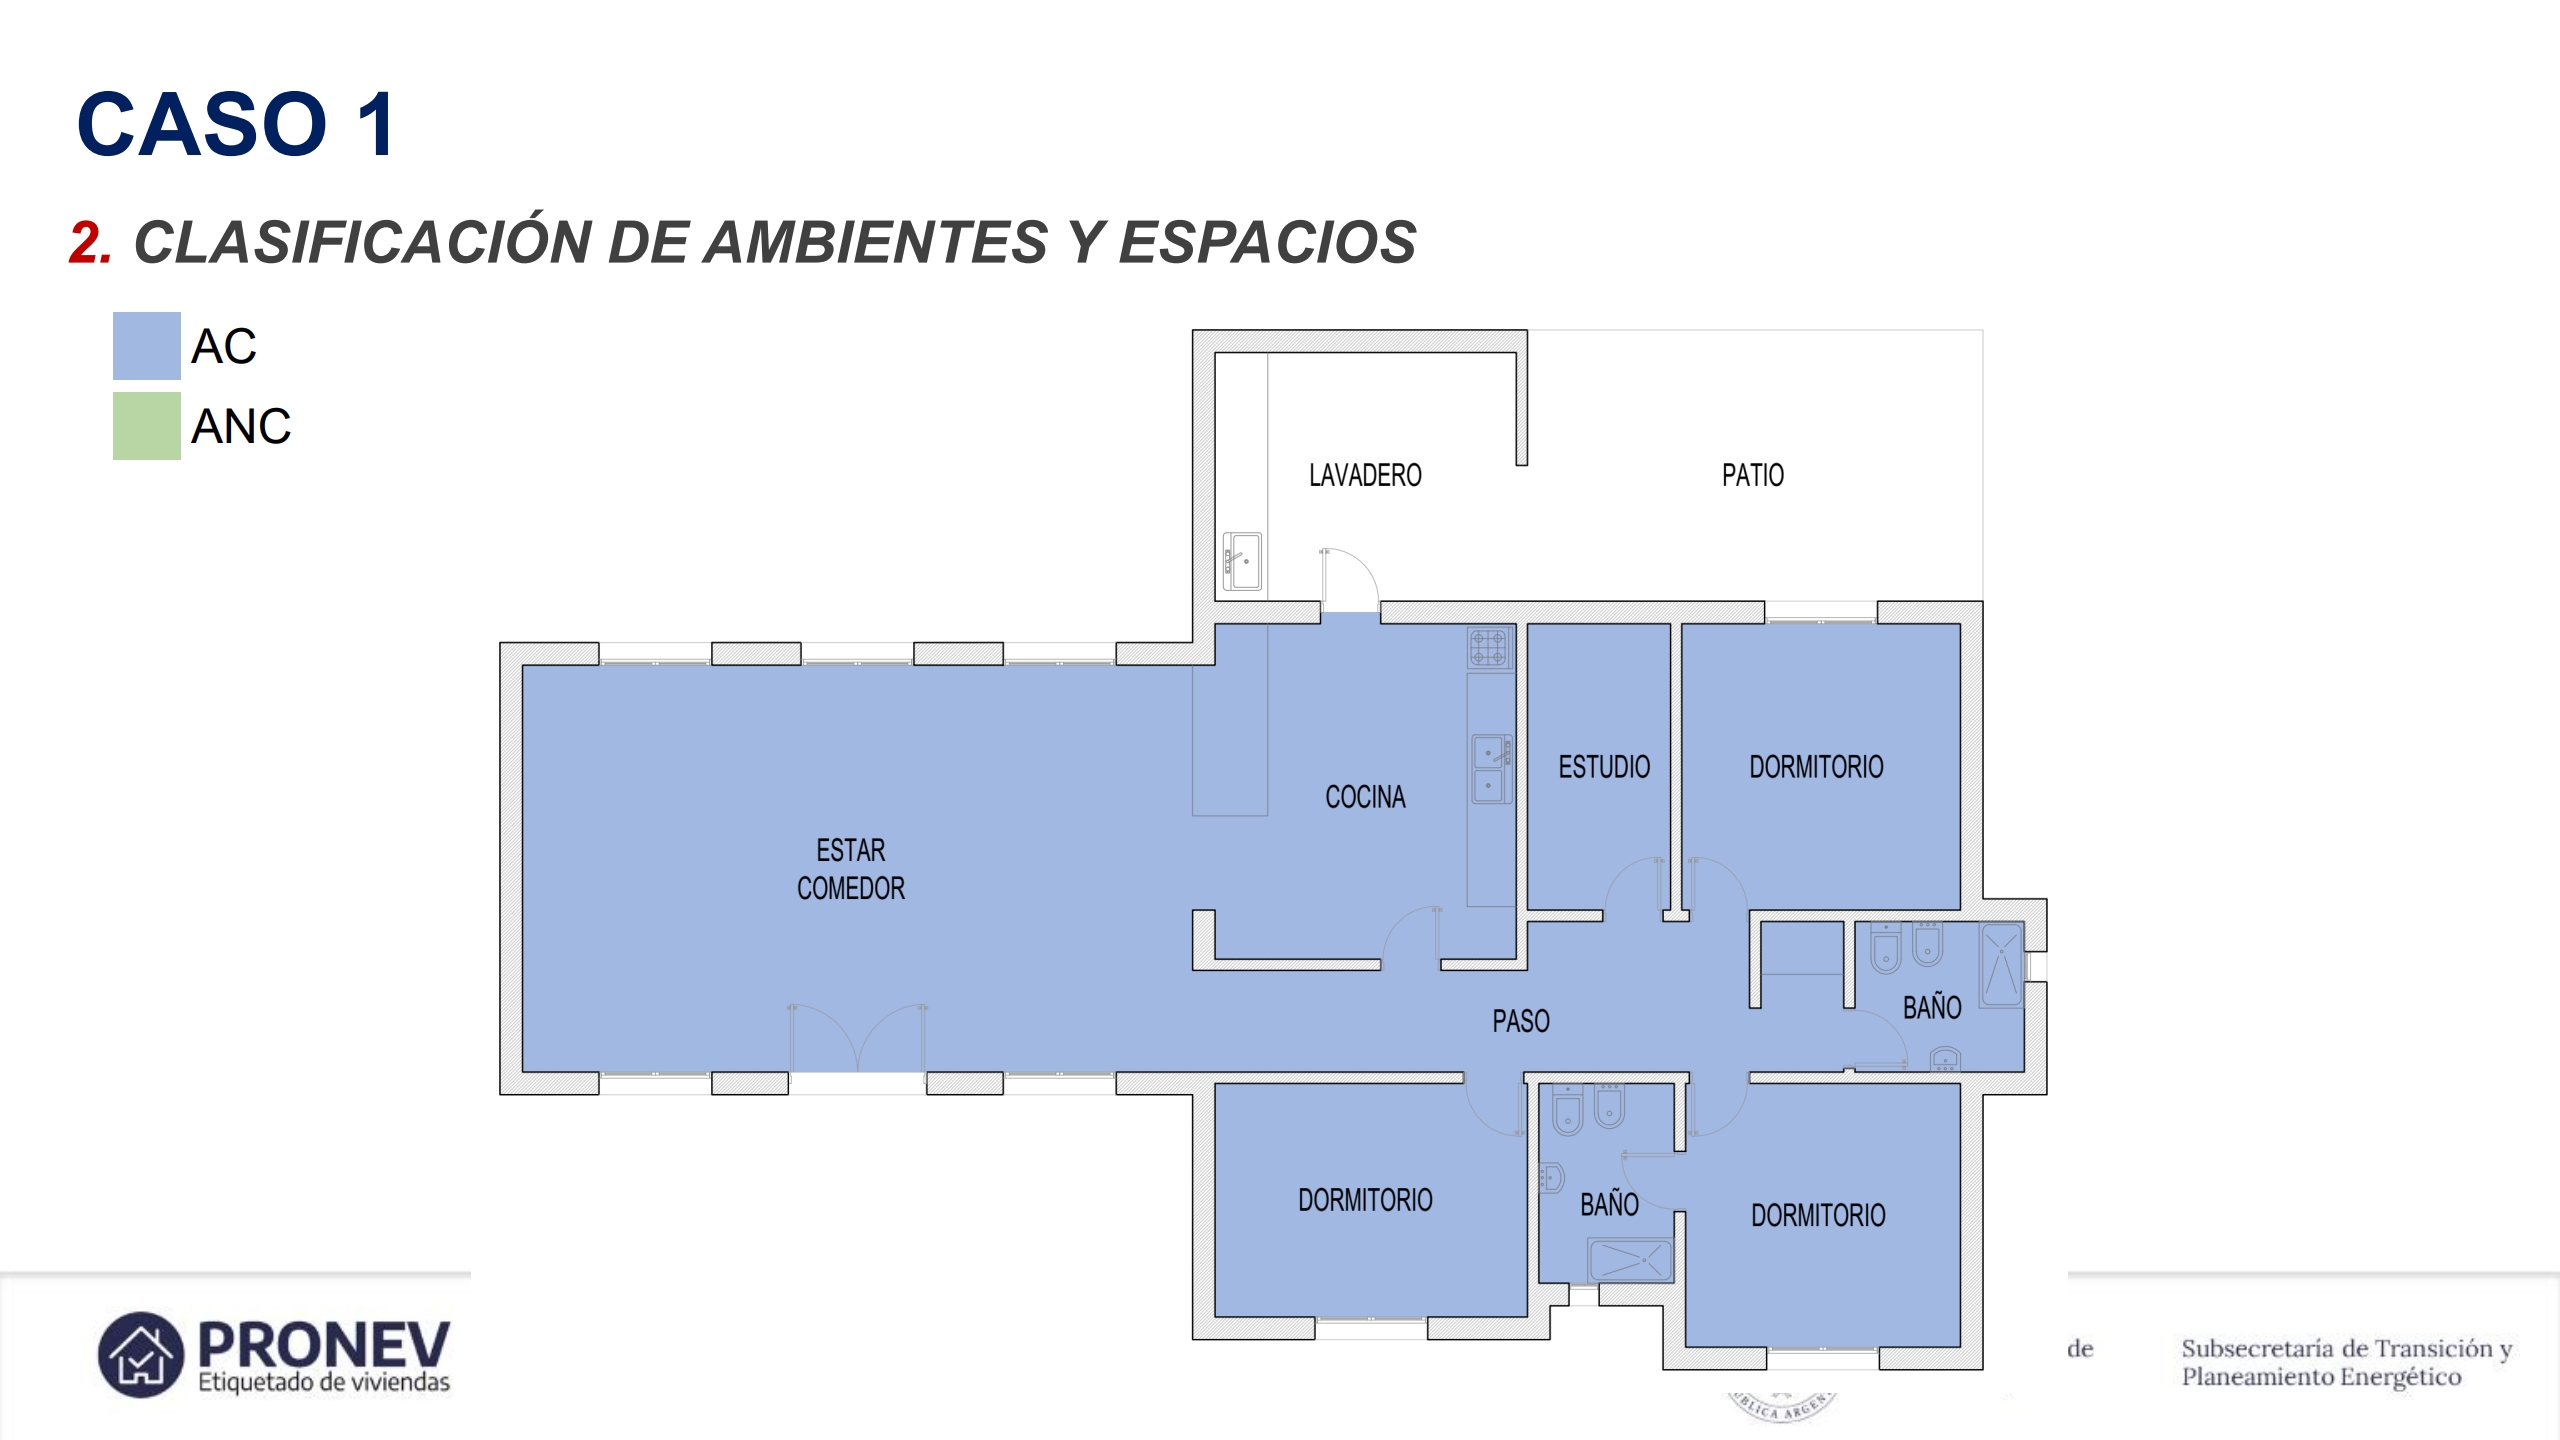 CASO 1
2. CLASIFICACIÓN DE AMBIENTES Y ESPACIOS
AC
ANC
LAVADERO
PATIO
ESTUDIO
DORMITORIO
COCINA
ESTAR
COMEDOR
BAÑO
PASO
DORMITORIO
BAÑO
DORMITORIO
PRONEV
Etiquetado de viviendas
de
Subsecretaría de Transición y
Planeamiento Energético